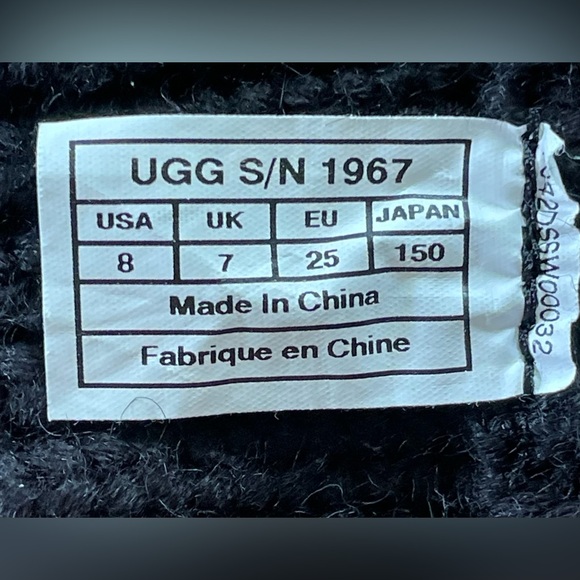 UGG S/N 1967
USA UK EU JAPAN
8 7 25 150
Made In China
Fabrique en Chine